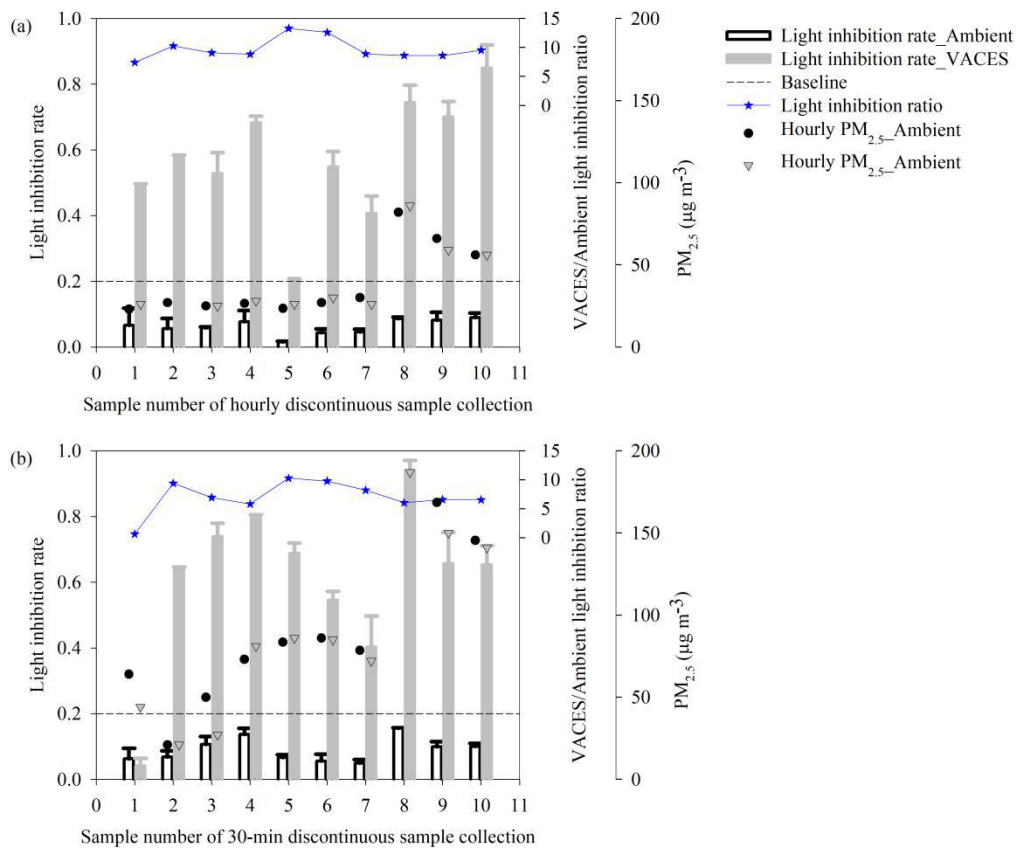 (a)
1.0
0.8
0.6
0.4
0.2
0.0
Light inhibition rate
0 1 2 3 4 5 6 7 8 9 10 11
Sample number of hourly discontinuous sample collection
15
10
5
0
VACES/Ambient light inhibition ratio
200
150
100
50
0
PM2.5 (μg m-3)
Light inhibition rate_Ambient
Light inhibition rate_VACES
Baseline
Light inhibition ratio
Hourly PM2.5_Ambient
Hourly PM2.5_Ambient
(b)
1.0
0.8
0.6
0.4
0.2
0.0
Light inhibition rate
0 1 2 3 4 5 6 7 8 9 10 11
Sample number of 30-min discontinuous sample collection
15
10
5
0
VACES/Ambient light inhibition ratio
200
150
100
50
0
PM2.5 (μg m-3)